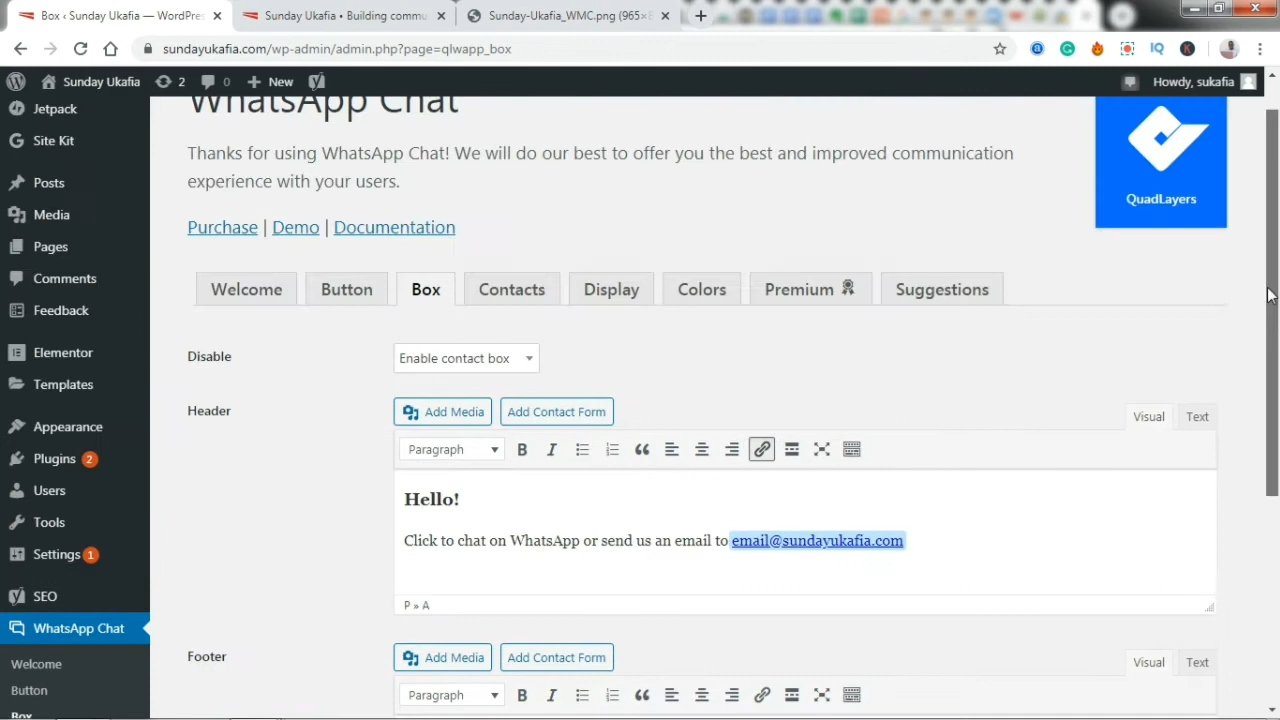 Box ‹ Sunday Ukafia — WordPres
Sunday Ukafia • Building commu
Sunday-Ukafia_WMC.png (965×8
sundayukafia.com/wp-admin/admin.php?page=qlwapp_box
Sunday Ukafia
2
0
New
Howdy, sukafia
Jetpack
Site Kit
Posts
Media
Pages
Comments
Feedback
Elementor
Templates
Appearance
Plugins 2
Users
Tools
Settings 1
SEO
WhatsApp Chat
Welcome
Button
Box
WhatsApp Chat
Thanks for using WhatsApp Chat! We will do our best to offer you the best and improved communication
experience with your users.
Purchase | Demo | Documentation
QuadLayers
Welcome
Button
Box
Contacts
Display
Colors
Premium
Suggestions
Disable
Enable contact box
Header
Add Media
Add Contact Form
Visual
Text
Paragraph
B
I
Hello!
Click to chat on WhatsApp or send us an email to email@sundayukafia.com
P » A
Footer
Add Media
Add Contact Form
Visual
Text
Paragraph
B
I